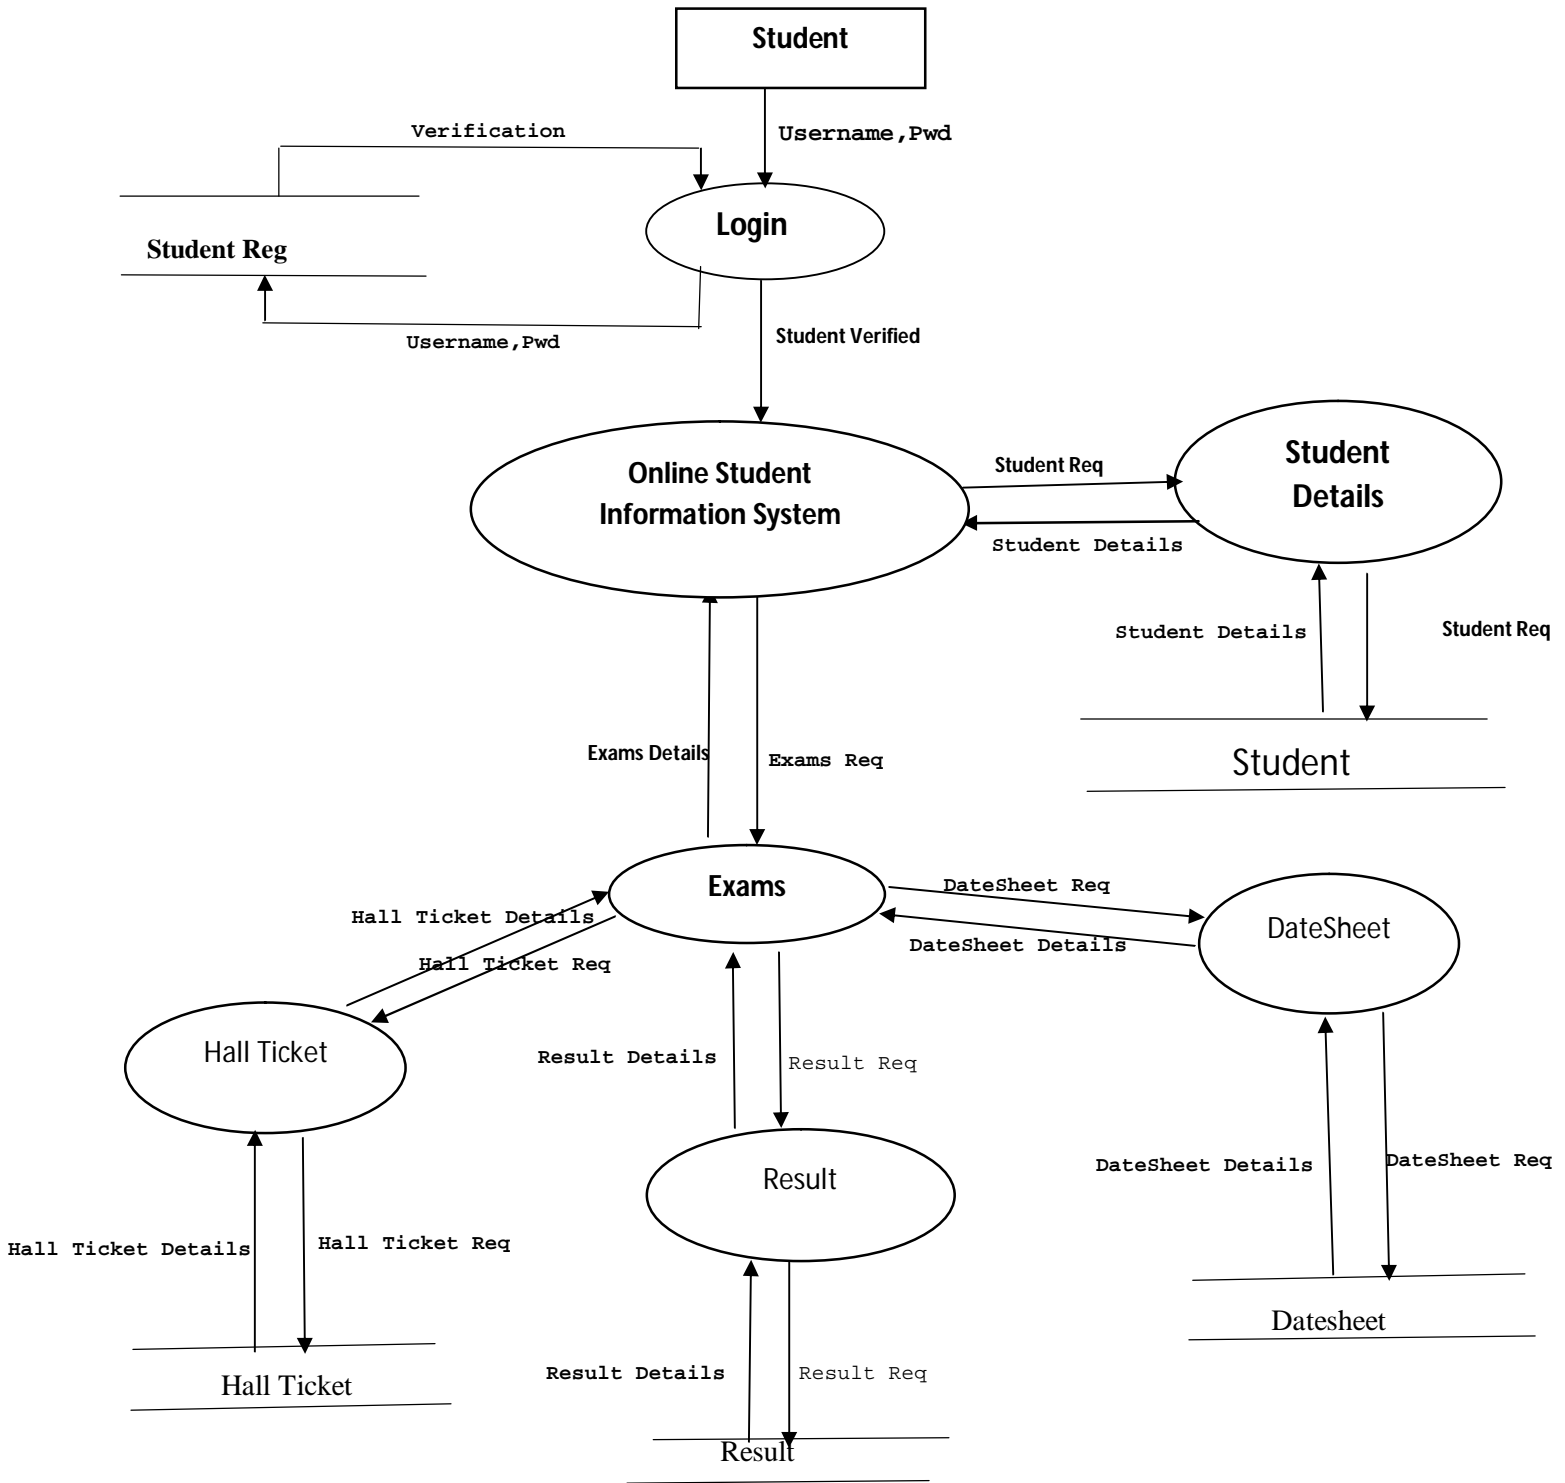 Student
Verification
Username,Pwd
Login
Student Reg
Username,Pwd
Student Verified
Online Student
Information System
Student Req
Student
Details
Student Details
Student Details
Student Req
Student
Exams Details
Exams Req
Exams
DateSheet Req
DateSheet
DateSheet Details
Hall Ticket Details
Hall Ticket Req
Hall Ticket
Result Details
Result Req
Result
DateSheet Details
DateSheet Req
Hall Ticket Details
Hall Ticket Req
Datesheet
Hall Ticket
Result Details
Result Req
Result